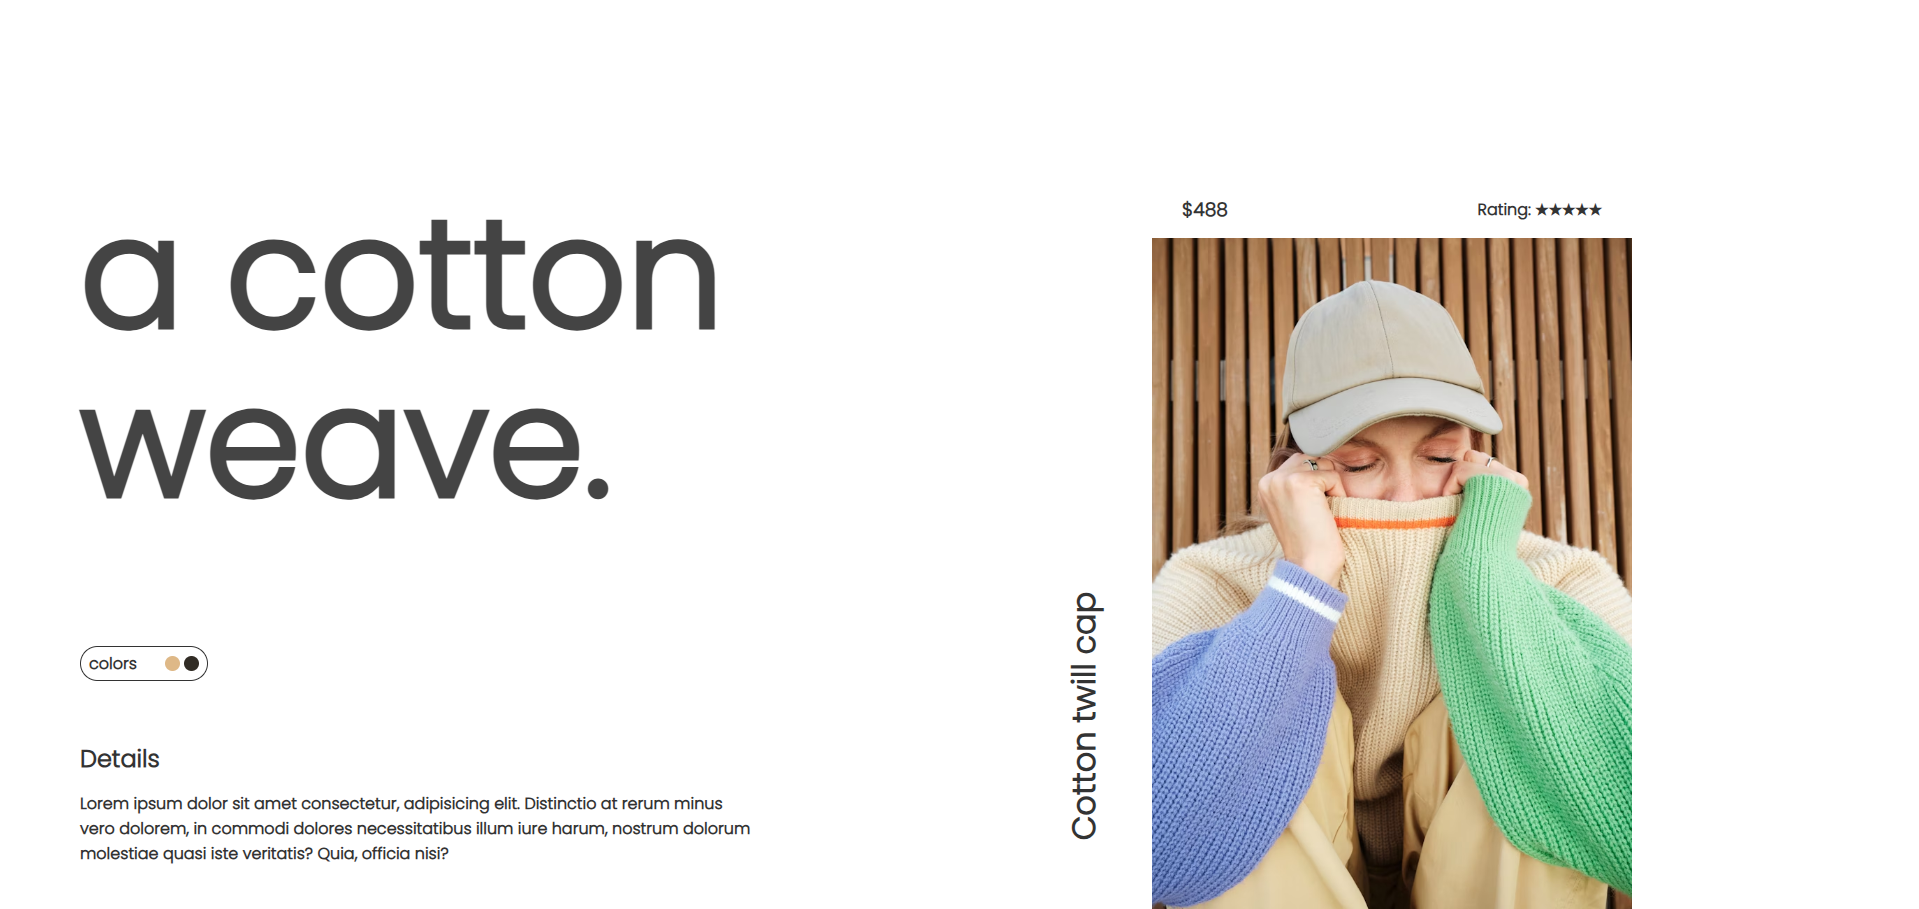 a cotton
weave.
colors
Details
Lorem ipsum dolor sit amet consectetur, adipisicing elit. Distinctio at rerum minus
vero dolorem, in commodi dolores necessitatibus illum iure harum, nostrum dolorum
molestiae quasi iste veritatis? Quia, officia nisi?
$488
Rating: ★★★★★
Cotton twill cap